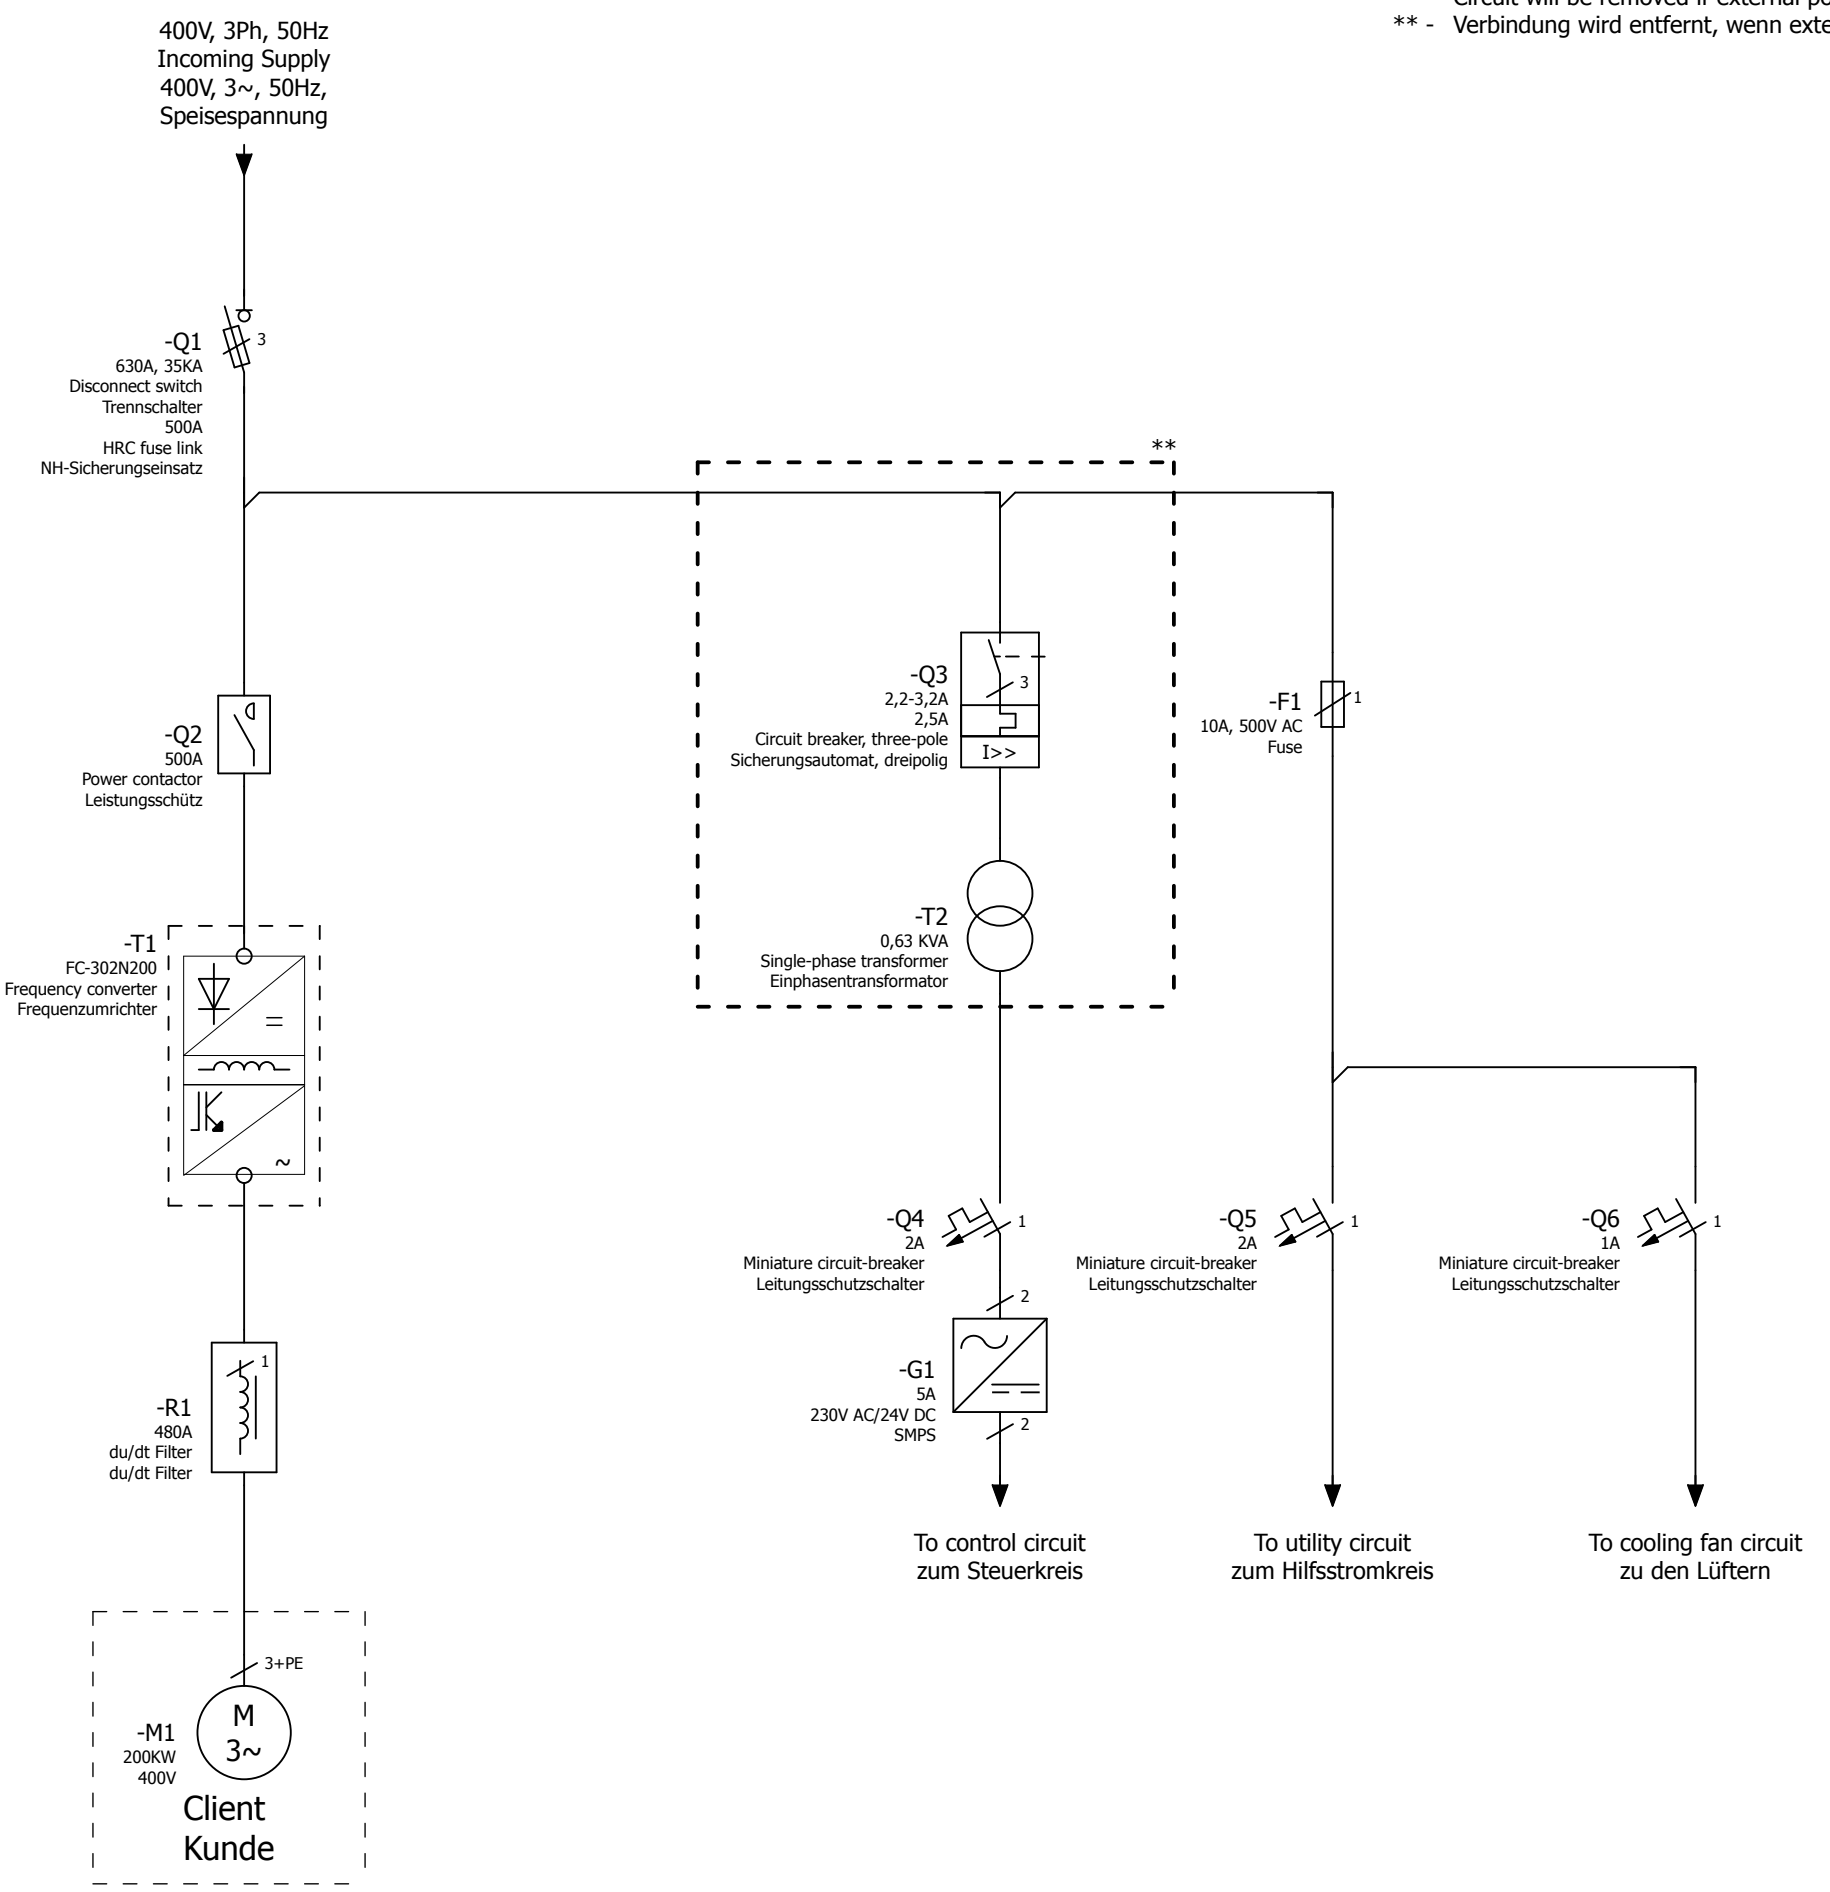 Circuit will be removed if external
** - Verbindung wird entfernt, wenn
400V, 3Ph, 50Hz
Incoming Supply
400V, 3~, 50Hz,
Speisespannung
-Q1
630A, 35KA
Disconnect switch
Trennschalter
500A
HRC fuse link
NH-Sicherungseinsatz
3
**
-Q2
500A
Power contactor
Leistungsschütz
-Q3
2,2-3,2A
2,5A
Circuit breaker, three-pole
Sicherungsautomat, dreipolig
3
I>>
-F1
10A, 500V AC
Fuse
1
-T1
FC-302N200
Frequency converter
Frequenzumrichter
=
~
-T2
0,63 KVA
Single-phase transformer
Einphasentransformator
-Q4
2A
Miniature circuit-breaker
Leitungsschutzschalter
1
-Q5
2A
Miniature circuit-breaker
Leitungsschutzschalter
1
-Q6
1A
Miniature circuit-breaker
Leitungsschutzschalter
1
2
-G1
5A
230V AC/24V DC
SMPS
2
-R1
480A
du/dt Filter
du/dt Filter
1
To control circuit
zum Steuerkreis
To utility circuit
zum Hilfsstromkreis
To cooling fan circuit
zu den Lüftern
3+PE
-M1
200KW
400V
M
3~
Client
Kunde